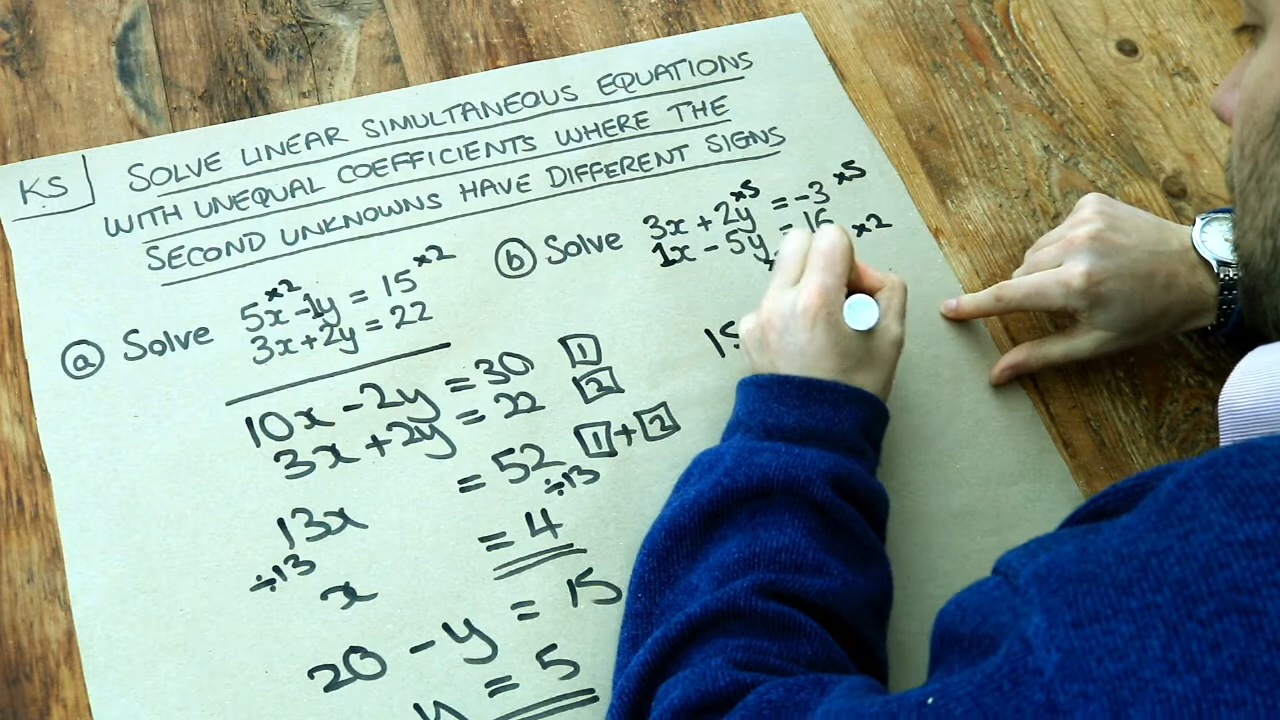 KS
SOLVE LINEAR SIMULTANEOUS EQUATIONS
WITH UNEQUAL COEFFICIENTS WHERE THE
SECOND UNKNOWNS HAVE DIFFERENT SIGNS
ⓐ Solve
×2 ×2
5x - 1y = 15
3x + 2y = 22
10x - 2y = 30 [1]
3x + 2y = 22 [2]
= 52 [1]+[2]
÷13
13x
÷13
= 4
x
20 - y = 15
y = 5
ⓑ Solve
×5 ×5
3x + 2y = -3
1x - 5y = ×2